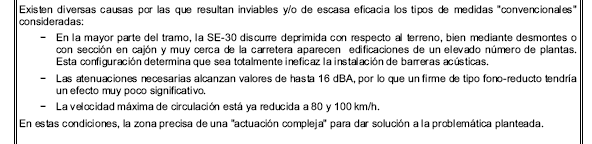 Existen diversas causas por las que resultan inviables y/o de escasa eficacia los tipos de medidas "convencionales"
consideradas:
− En la mayor parte del tramo, la SE-30 discurre deprimida con respecto al terreno, bien mediante desmontes o
con sección en cajón y muy cerca de la carretera aparecen edificaciones de un elevado número de plantas.
Esta configuración determina que sea totalmente ineficaz la instalación de barreras acústicas.
− Las atenuaciones necesarias alcanzan valores de hasta 16 dBA, por lo que un firme de tipo fono-reducto tendría
un efecto muy poco significativo.
− La velocidad máxima de circulación está ya reducida a 80 y 100 km/h.
En estas condiciones, la zona precisa de una "actuación compleja" para dar solución a la problemática planteada.